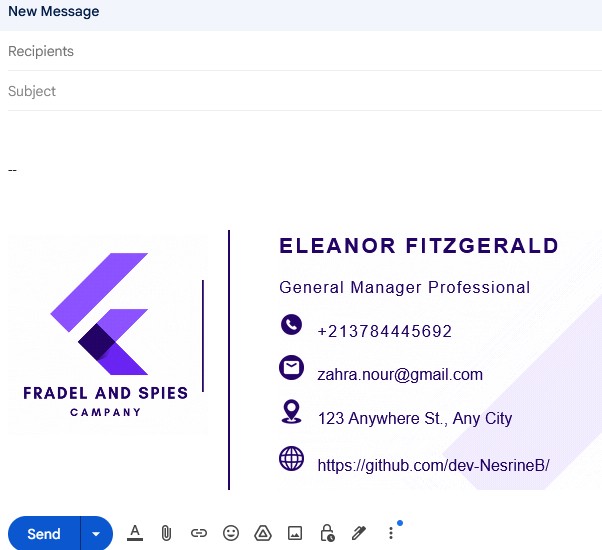 New Message
Recipients
Subject
--
FRADEL AND SPIES
COMPANY
ELEANOR FITZGERALD
General Manager Professional
+213784445692
zahra.nour@gmail.com
123 Anywhere St., Any City
https://github.com/dev-NesrineB/
Send
A